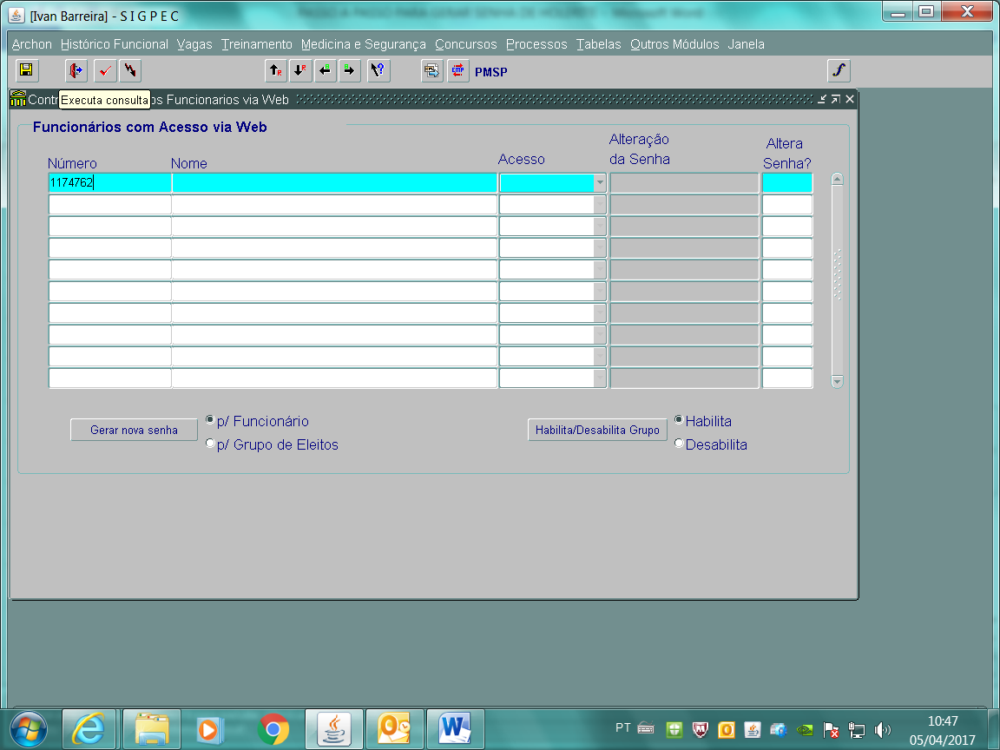 [Ivan Barreira] - S I G P E C
Archon Histórico Funcional Vagas Treinamento Medicina e Segurança Concursos Processos Tabelas Outros Módulos Janela
PMSP
Contr
Executa consulta
s Funcionarios via Web
Funcionários com Acesso via Web
Número
Nome
Acesso
Alteração
da Senha
Altera
Senha?
1174762
Gerar nova senha
p/ Funcionário
p/ Grupo de Eleitos
Habilita/Desabilita Grupo
Habilita
Desabilita
PT
10:47
05/04/2017